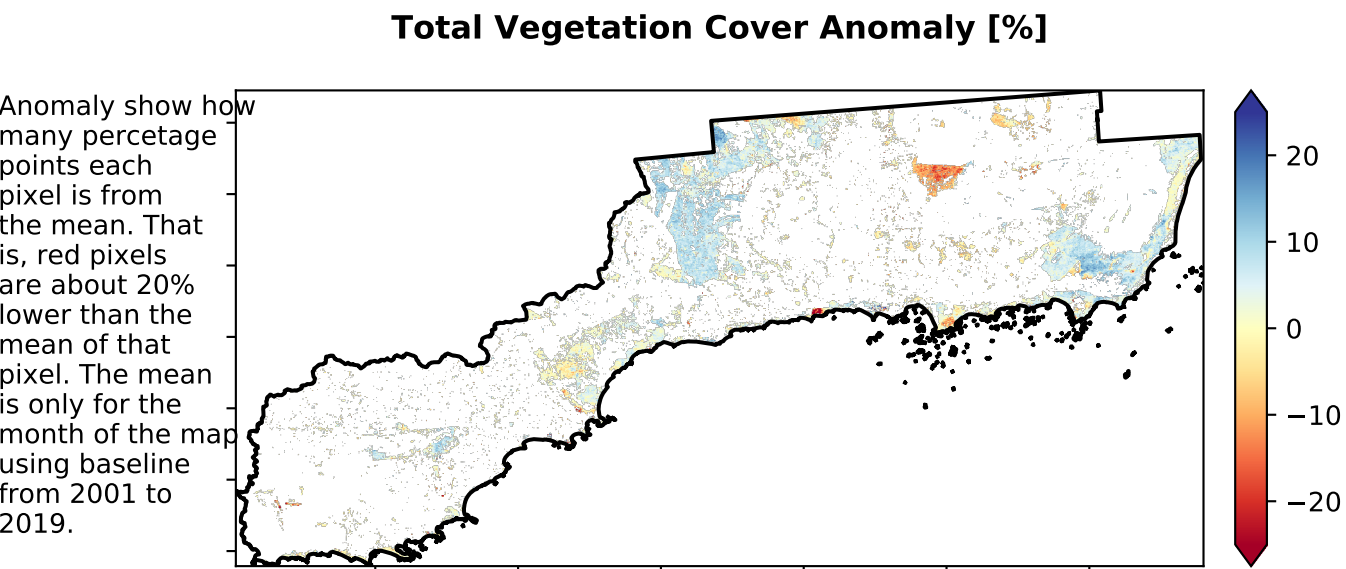 Total Vegetation Cover Anomaly [%]
Anomaly show how
many percetage
points each
pixel is from
the mean. That
is, red pixels
are about 20%
lower than the
mean of that
pixel. The mean
is only for the
month of the map
using baseline
from 2001 to
2019.
20
10
0
−10
−20